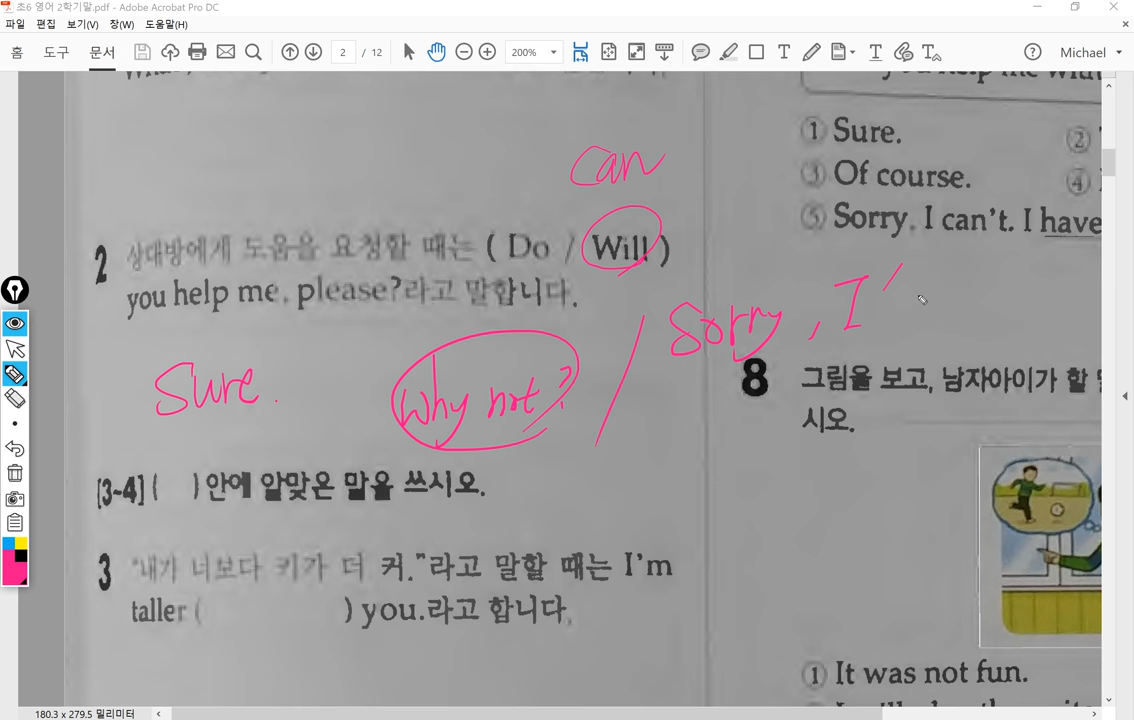 초6 영어 2학기말.pdf - Adobe Acrobat Pro DC
파일 편집 보기(V) 창(W) 도움말(H)
홈 도구 문서 2 / 12 200% Michael
can
2 상대방에게 도움을 요청할 때는 ( Do / Will )
you help me, please?라고 말합니다.
Sure. Why not? / Sorry, I'
[3~4] ( ) 안에 알맞은 말을 쓰시오.
3 "내가 너보다 키가 더 커."라고 말할 때는 I'm
taller ( ) you.라고 합니다.
① Sure. ②
③ Of course. ④
⑤ Sorry, I can't. I have
8 그림을 보고, 남자아이가 할
시오.
① It was not fun.
180.3 x 279.5 밀리미터